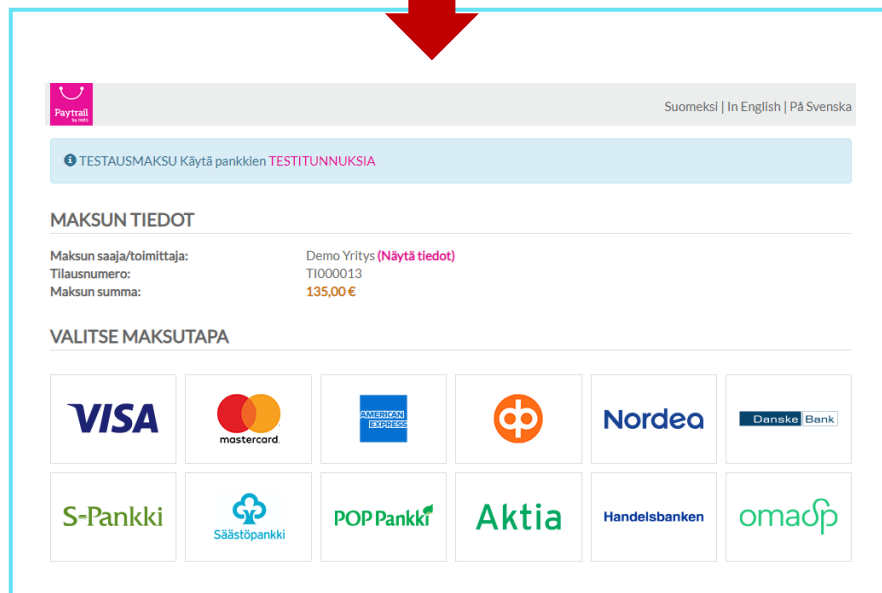 Paytrail
by nets
Suomeksi | In English | På Svenska
TESTAUSMAKSU Käytä pankkien TESTITUNNUKSIA
MAKSUN TIEDOT
Maksun saaja/toimittaja: Demo Yritys (Näytä tiedot)
Tilausnumero: TI000013
Maksun summa: 135,00 €
VALITSE MAKSUTAPA
VISA
mastercard.
AMERICAN
EXPRESS
Nordea
Danske Bank
S-Pankki
Säästöpankki
POP Pankki
Aktia
Handelsbanken
omasp